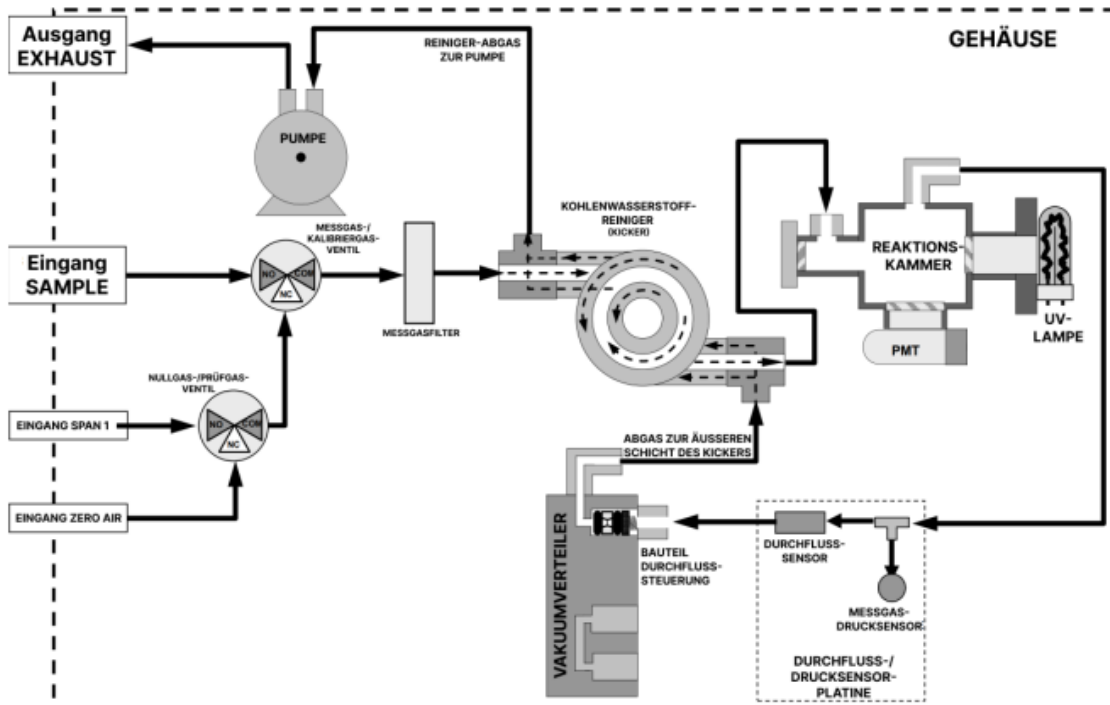 Ausgang
EXHAUST
REINIGER-ABGAS
ZUR PUMPE
GEHÄUSE
PUMPE
MESSGAS-/
KALIBRIERGAS-
VENTIL
KOHLENWASSERSTOFF-
REINIGER
(KICKER)
REAKTIONS-
KAMMER
Eingang
SAMPLE
NO
COM
NC
MESSGASFILTER
UV-
LAMPE
PMT
NULLGAS-/PRÜFGAS-
VENTIL
EINGANG SPAN 1
NO
COM
NC
ABGAS ZUR ÄUSSEREN
SCHICHT DES KICKERS
EINGANG ZERO AIR
VAKUUMVERTEILER
BAUTEIL
DURCHFLUSS-
STEUERUNG
DURCHFLUSS-
SENSOR
MESSGAS-
DRUCKSENSOR
DURCHFLUSS-/
DRUCKSENSOR-
PLATINE